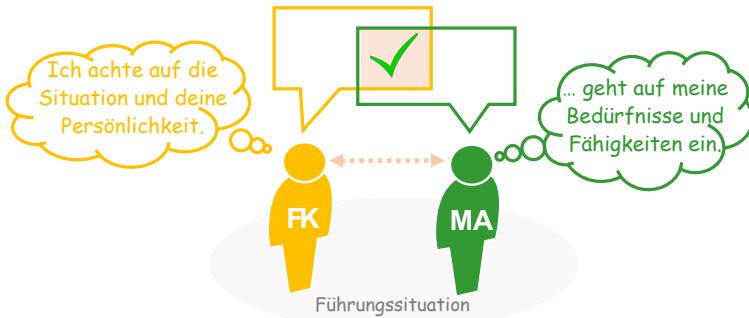 Ich achte auf die
Situation und deine
Persönlichkeit.
… geht auf meine
Bedürfnisse und
Fähigkeiten ein.
FK
MA
Führungssituation